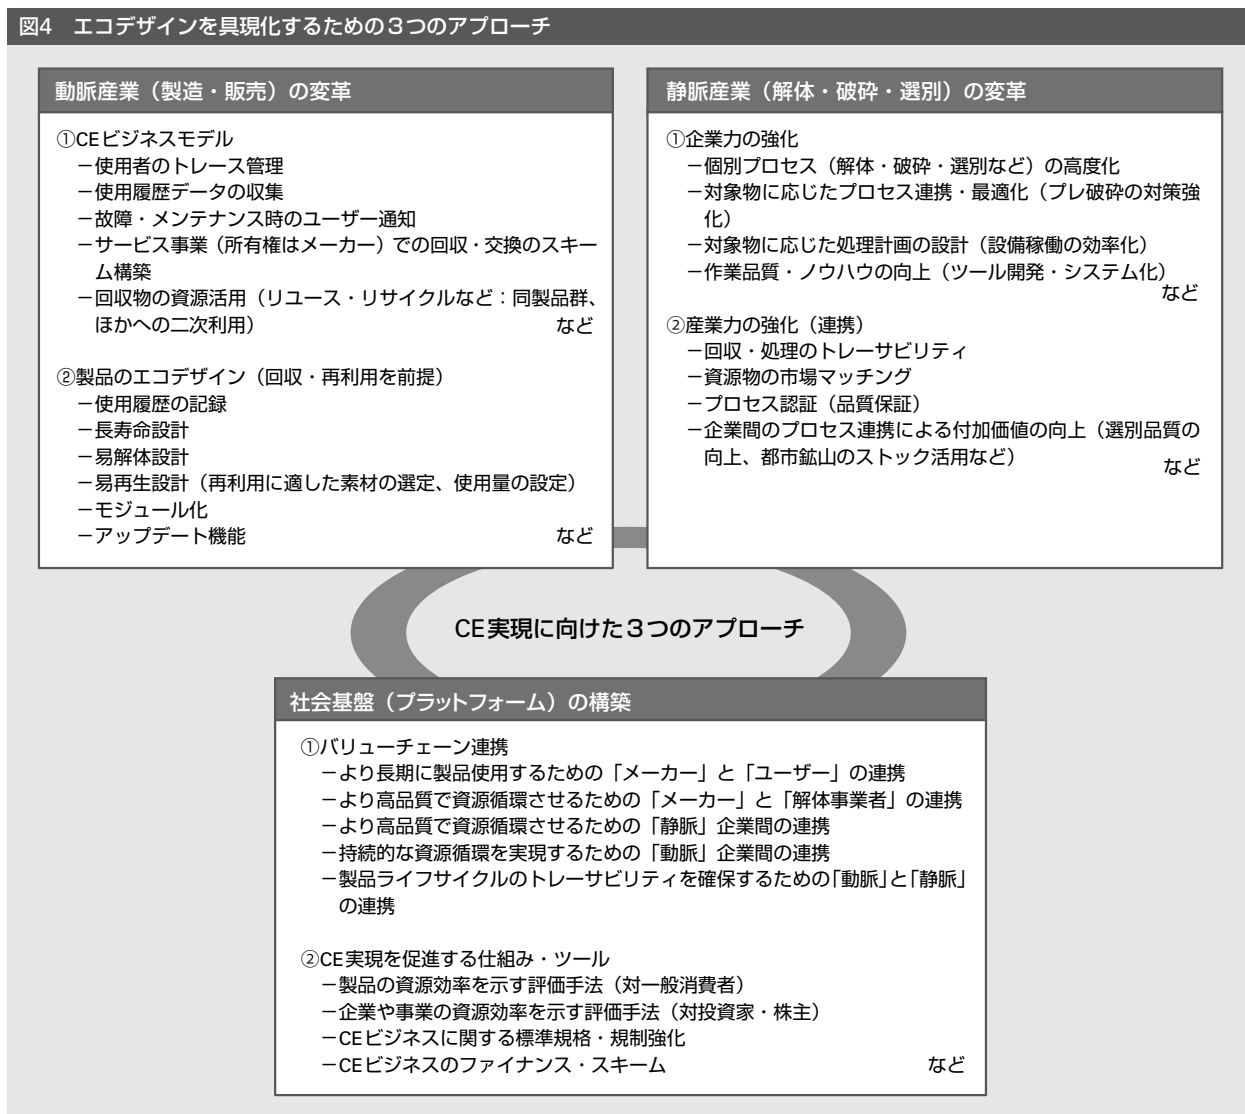 図4　エコデザインを具現化するための３つのアプローチ
動脈産業（製造・販売）の変革
①CEビジネスモデル
－使用者のトレース管理
－使用履歴データの収集
－故障・メンテナンス時のユーザー通知
－サービス事業（所有権はメーカー）での回収・交換のスキー
ム構築
－回収物の資源活用（リユース・リサイクルなど：同製品群、
ほかへの二次利用）　など
②製品のエコデザイン（回収・再利用を前提）
－使用履歴の記録
－長寿命設計
－易解体設計
－易再生設計（再利用に適した素材の選定、使用量の設定）
－モジュール化
－アップデート機能　など
静脈産業（解体・破砕・選別）の変革
①企業力の強化
－個別プロセス（解体・破砕・選別など）の高度化
－対象物に応じたプロセス連携・最適化（プレ破砕の対策強
化）
－対象物に応じた処理計画の設計（設備稼働の効率化）
－作業品質・ノウハウの向上（ツール開発・システム化）
など
②産業力の強化（連携）
－回収・処理のトレーサビリティ
－資源物の市場マッチング
－プロセス認証（品質保証）
－企業間のプロセス連携による付加価値の向上（選別品質の
向上、都市鉱山のストック活用など）
など
CE実現に向けた３つのアプローチ
社会基盤（プラットフォーム）の構築
①バリューチェーン連携
－より長期に製品使用するための「メーカー」と「ユーザー」の連携
－より高品質で資源循環させるための「メーカー」と「解体事業者」の連携
－より高品質で資源循環させるための「静脈」企業間の連携
－持続的な資源循環を実現するための「動脈」企業間の連携
－製品ライフサイクルのトレーサビリティを確保するための「動脈」と「静脈」
の連携
②CE実現を促進する仕組み・ツール
－製品の資源効率を示す評価手法（対一般消費者）
－企業や事業の資源効率を示す評価手法（対投資家・株主）
－CEビジネスに関する標準規格・規制強化
－CEビジネスのファイナンス・スキーム　など